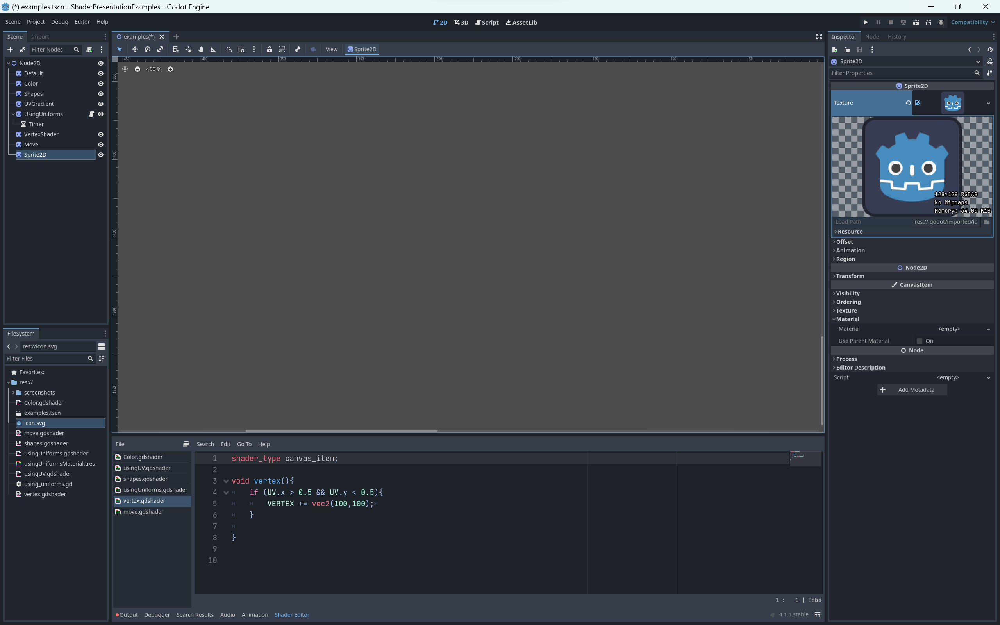 (*) examples.tscn - ShaderPresentationExamples - Godot Engine
Scene Project Debug Editor Help
2D 3D Script AssetLib
Compatibility
Scene Import
Filter Nodes
Node2D
Default
Color
Shapes
UVGradient
UsingUniforms
Timer
VertexShader
Move
Sprite2D
FileSystem
res://icon.svg
Filter Files
Favorites:
res://
screenshots
Color.gdshader
examples.tscn
icon.svg
move.gdshader
shapes.gdshader
usingUniforms.gdshader
usingUniformsMaterial.tres
usingUV.gdshader
using_uniforms.gd
vertex.gdshader
examples(*)
View Sprite2D
-450 -400 -350 -300 -250 -200 -150 -100 -50
400 %
1350
1400
1450
1500
1550
File
Color.gdshader
usingUV.gdshader
shapes.gdshader
usingUniforms.gdshader
vertex.gdshader
move.gdshader
Search Edit Go To Help
1 shader_type canvas_item;
2
3 void vertex(){
4 if (UV.x > 0.5 && UV.y < 0.5){
5 VERTEX += vec2(100,100);
6 }
7
8 }
9
10
1 : 1 | Tabs
Output Debugger Search Results Audio Animation Shader Editor
4.1.1.stable
Inspector Node History
Sprite2D
Filter Properties
Sprite2D
Texture
128×128 RGBA8
No Mipmaps
Memory: 64.00 KiB
Load Path res://.godot/imported/ic
Resource
Offset
Animation
Region
Node2D
Transform
CanvasItem
Visibility
Ordering
Texture
Material
Material <empty>
Use Parent Material On
Node
Process
Editor Description
Script <empty>
Add Metadata